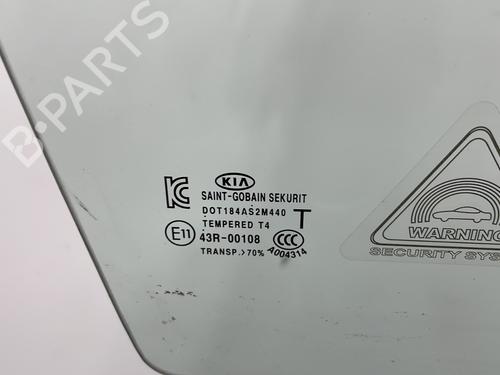 B-PARTS
KIA
SAINT-GOBAIN SEKURIT
DOT184AS2M440
T
TEMPERED T4
E11
43R-00108
CCC
A004314
TRANSP.>70%
WARNING
SECURITY SYS